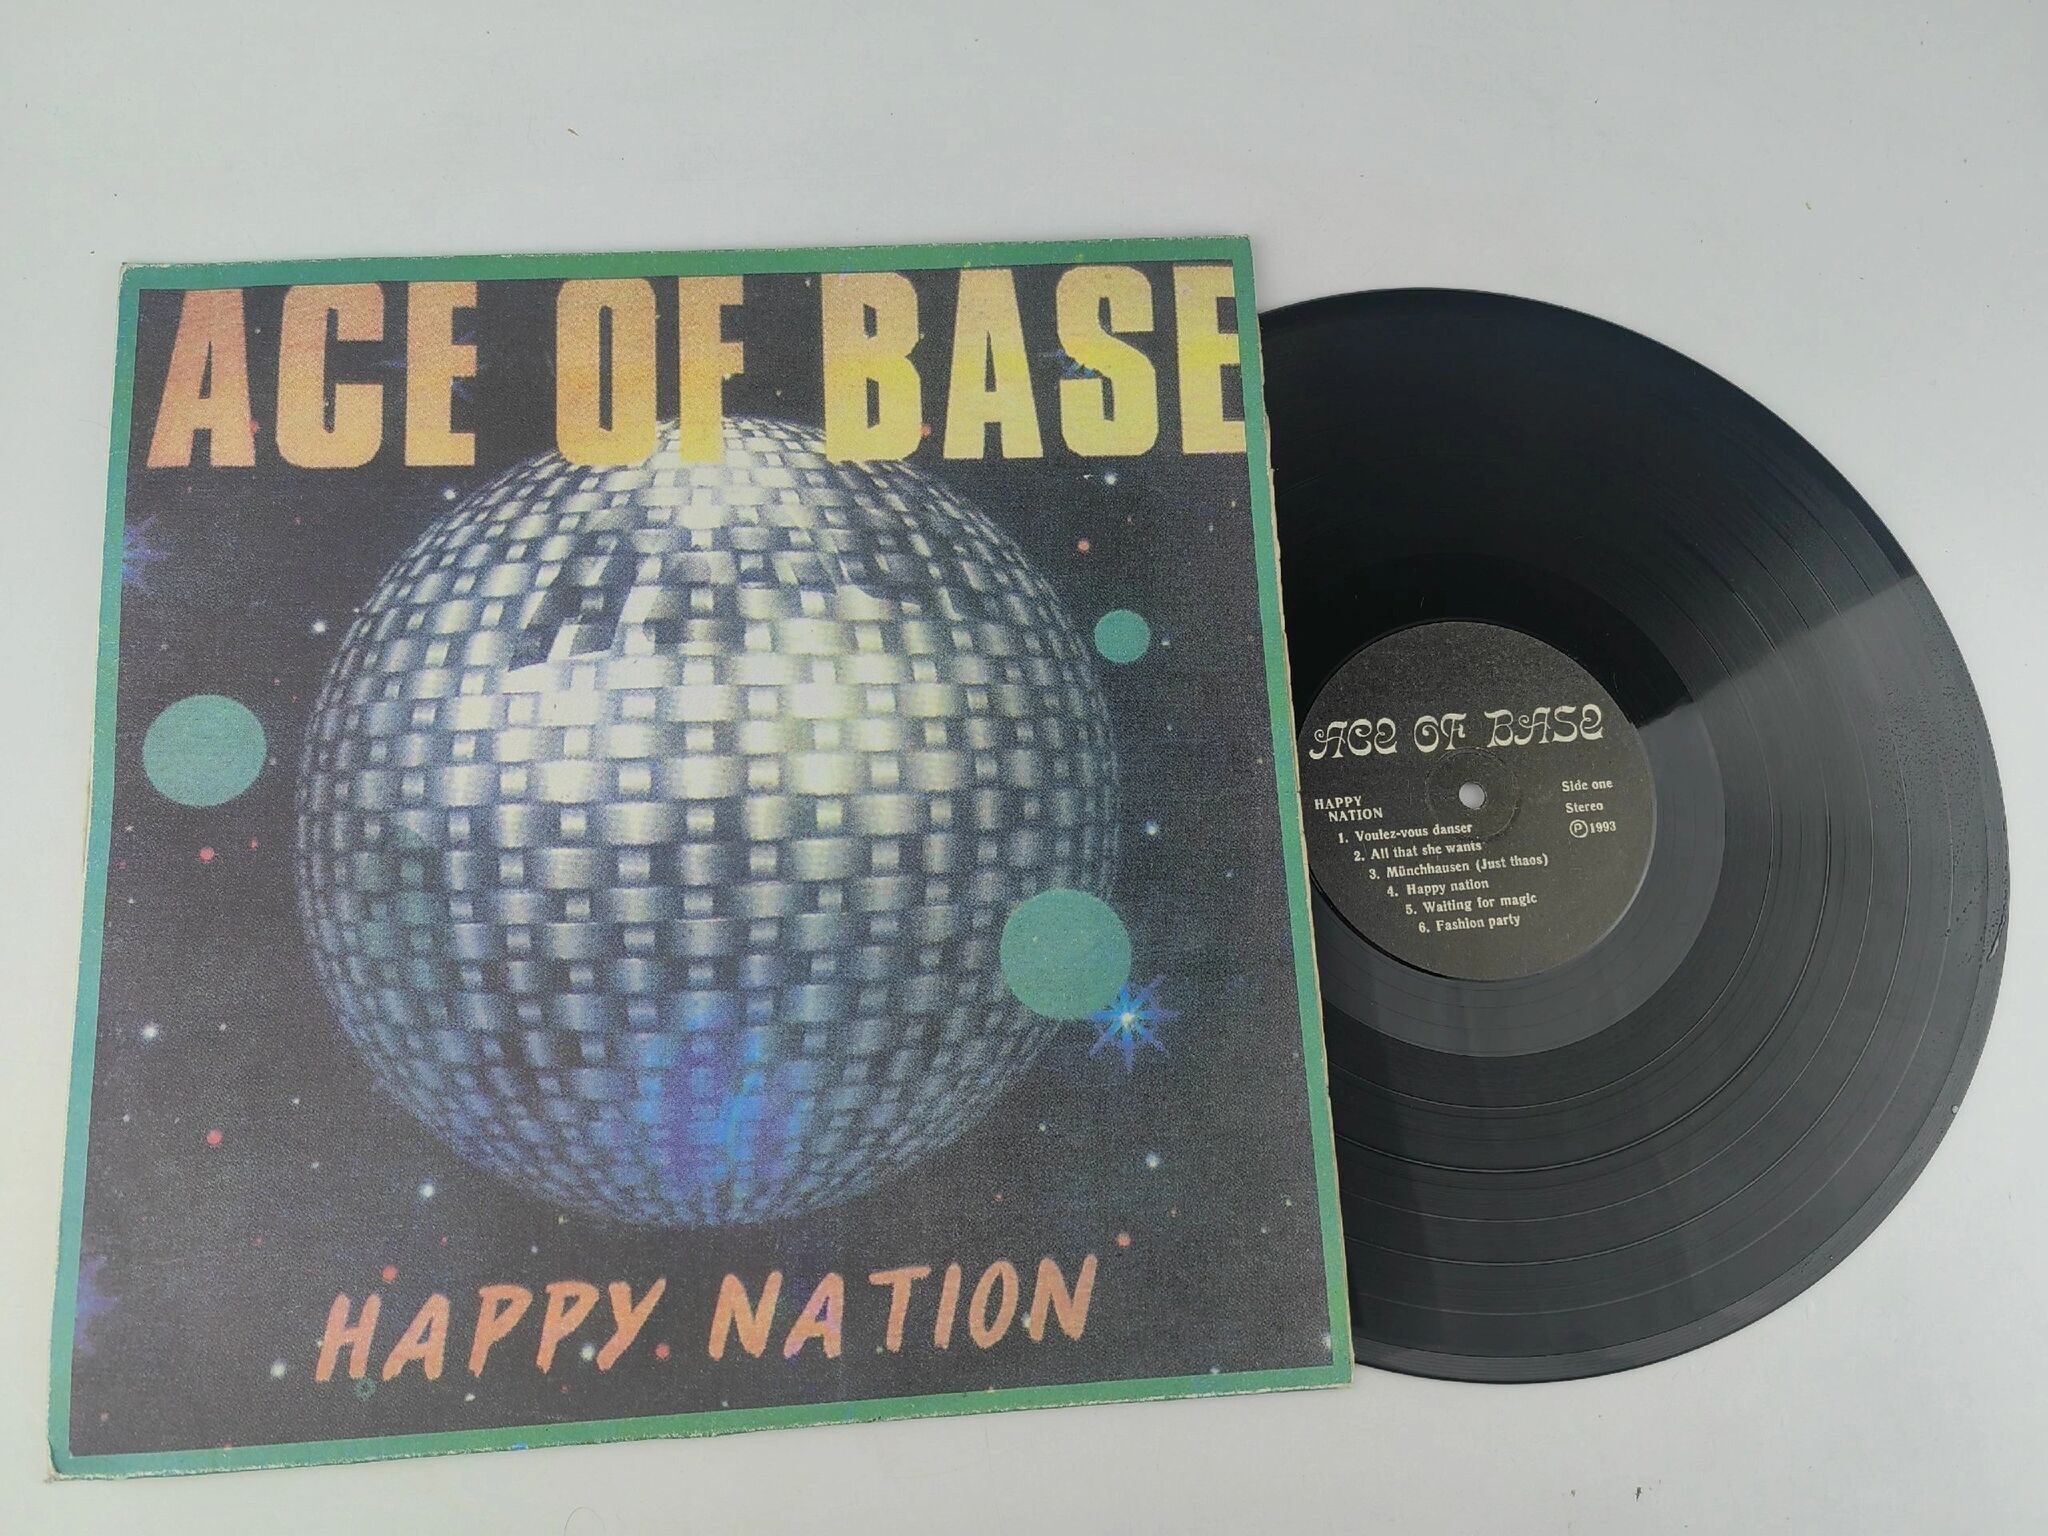 ACE OF BASE
HAPPY NATION
ACE OF BASE
HAPPY
NATION
Side one
Stereo
Ⓟ1993
1. Voulez-vous danser
2. All that she wants
3. Münchhausen (Just thaos)
4. Happy nation
5. Waiting for magic
6. Fashion party